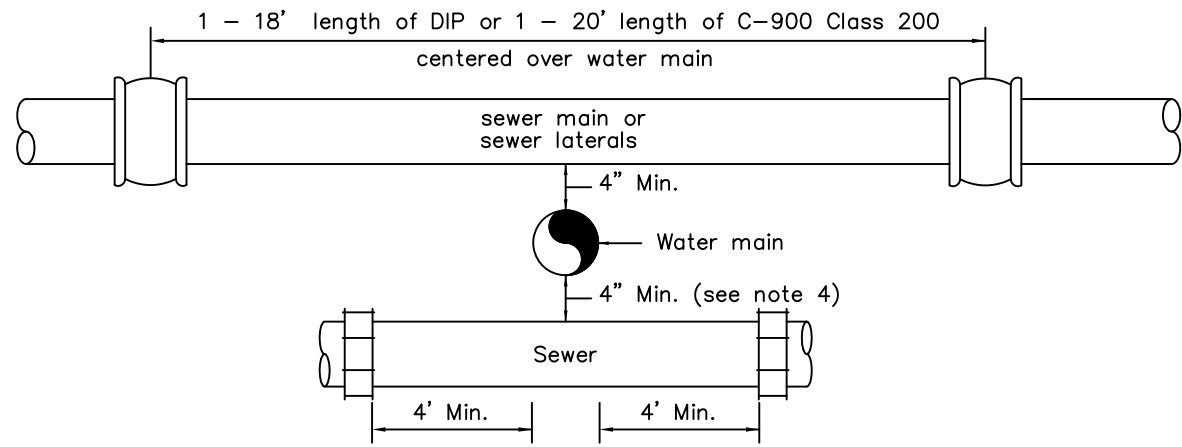 1 – 18' length of DIP or 1 – 20' length of C–900 Class 200
centered over water main
sewer main or
sewer laterals
4" Min.
Water main
4" Min. (see note 4)
Sewer
4' Min.
4' Min.